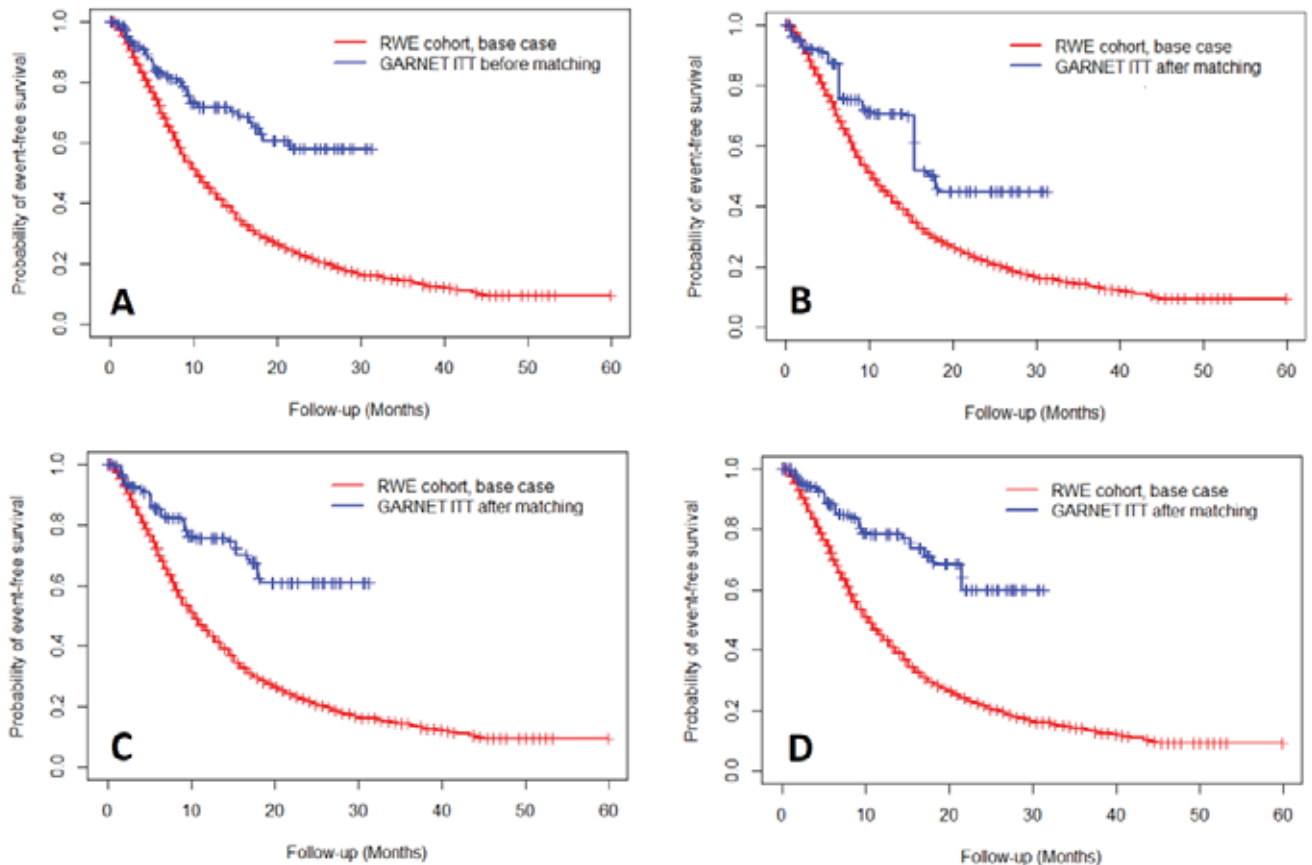 RWE cohort, base case
GARNET ITT before matching
Probability of event-free survival
1.0
0.8
0.6
0.4
0.2
0.0
A
0 10 20 30 40 50 60
Follow-up (Months)
RWE cohort, base case
GARNET ITT after matching
Probability of event-free survival
1.0
0.8
0.6
0.4
0.2
0.0
B
0 10 20 30 40 50 60
Follow-up (Months)
RWE cohort, base case
GARNET ITT after matching
Probability of event-free survival
1.0
0.8
0.6
0.4
0.2
0.0
C
0 10 20 30 40 50 60
Follow-up (Months)
RWE cohort, base case
GARNET ITT after matching
Probability of event-free survival
1.0
0.8
0.6
0.4
0.2
0.0
D
0 10 20 30 40 50 60
Follow-up (Months)